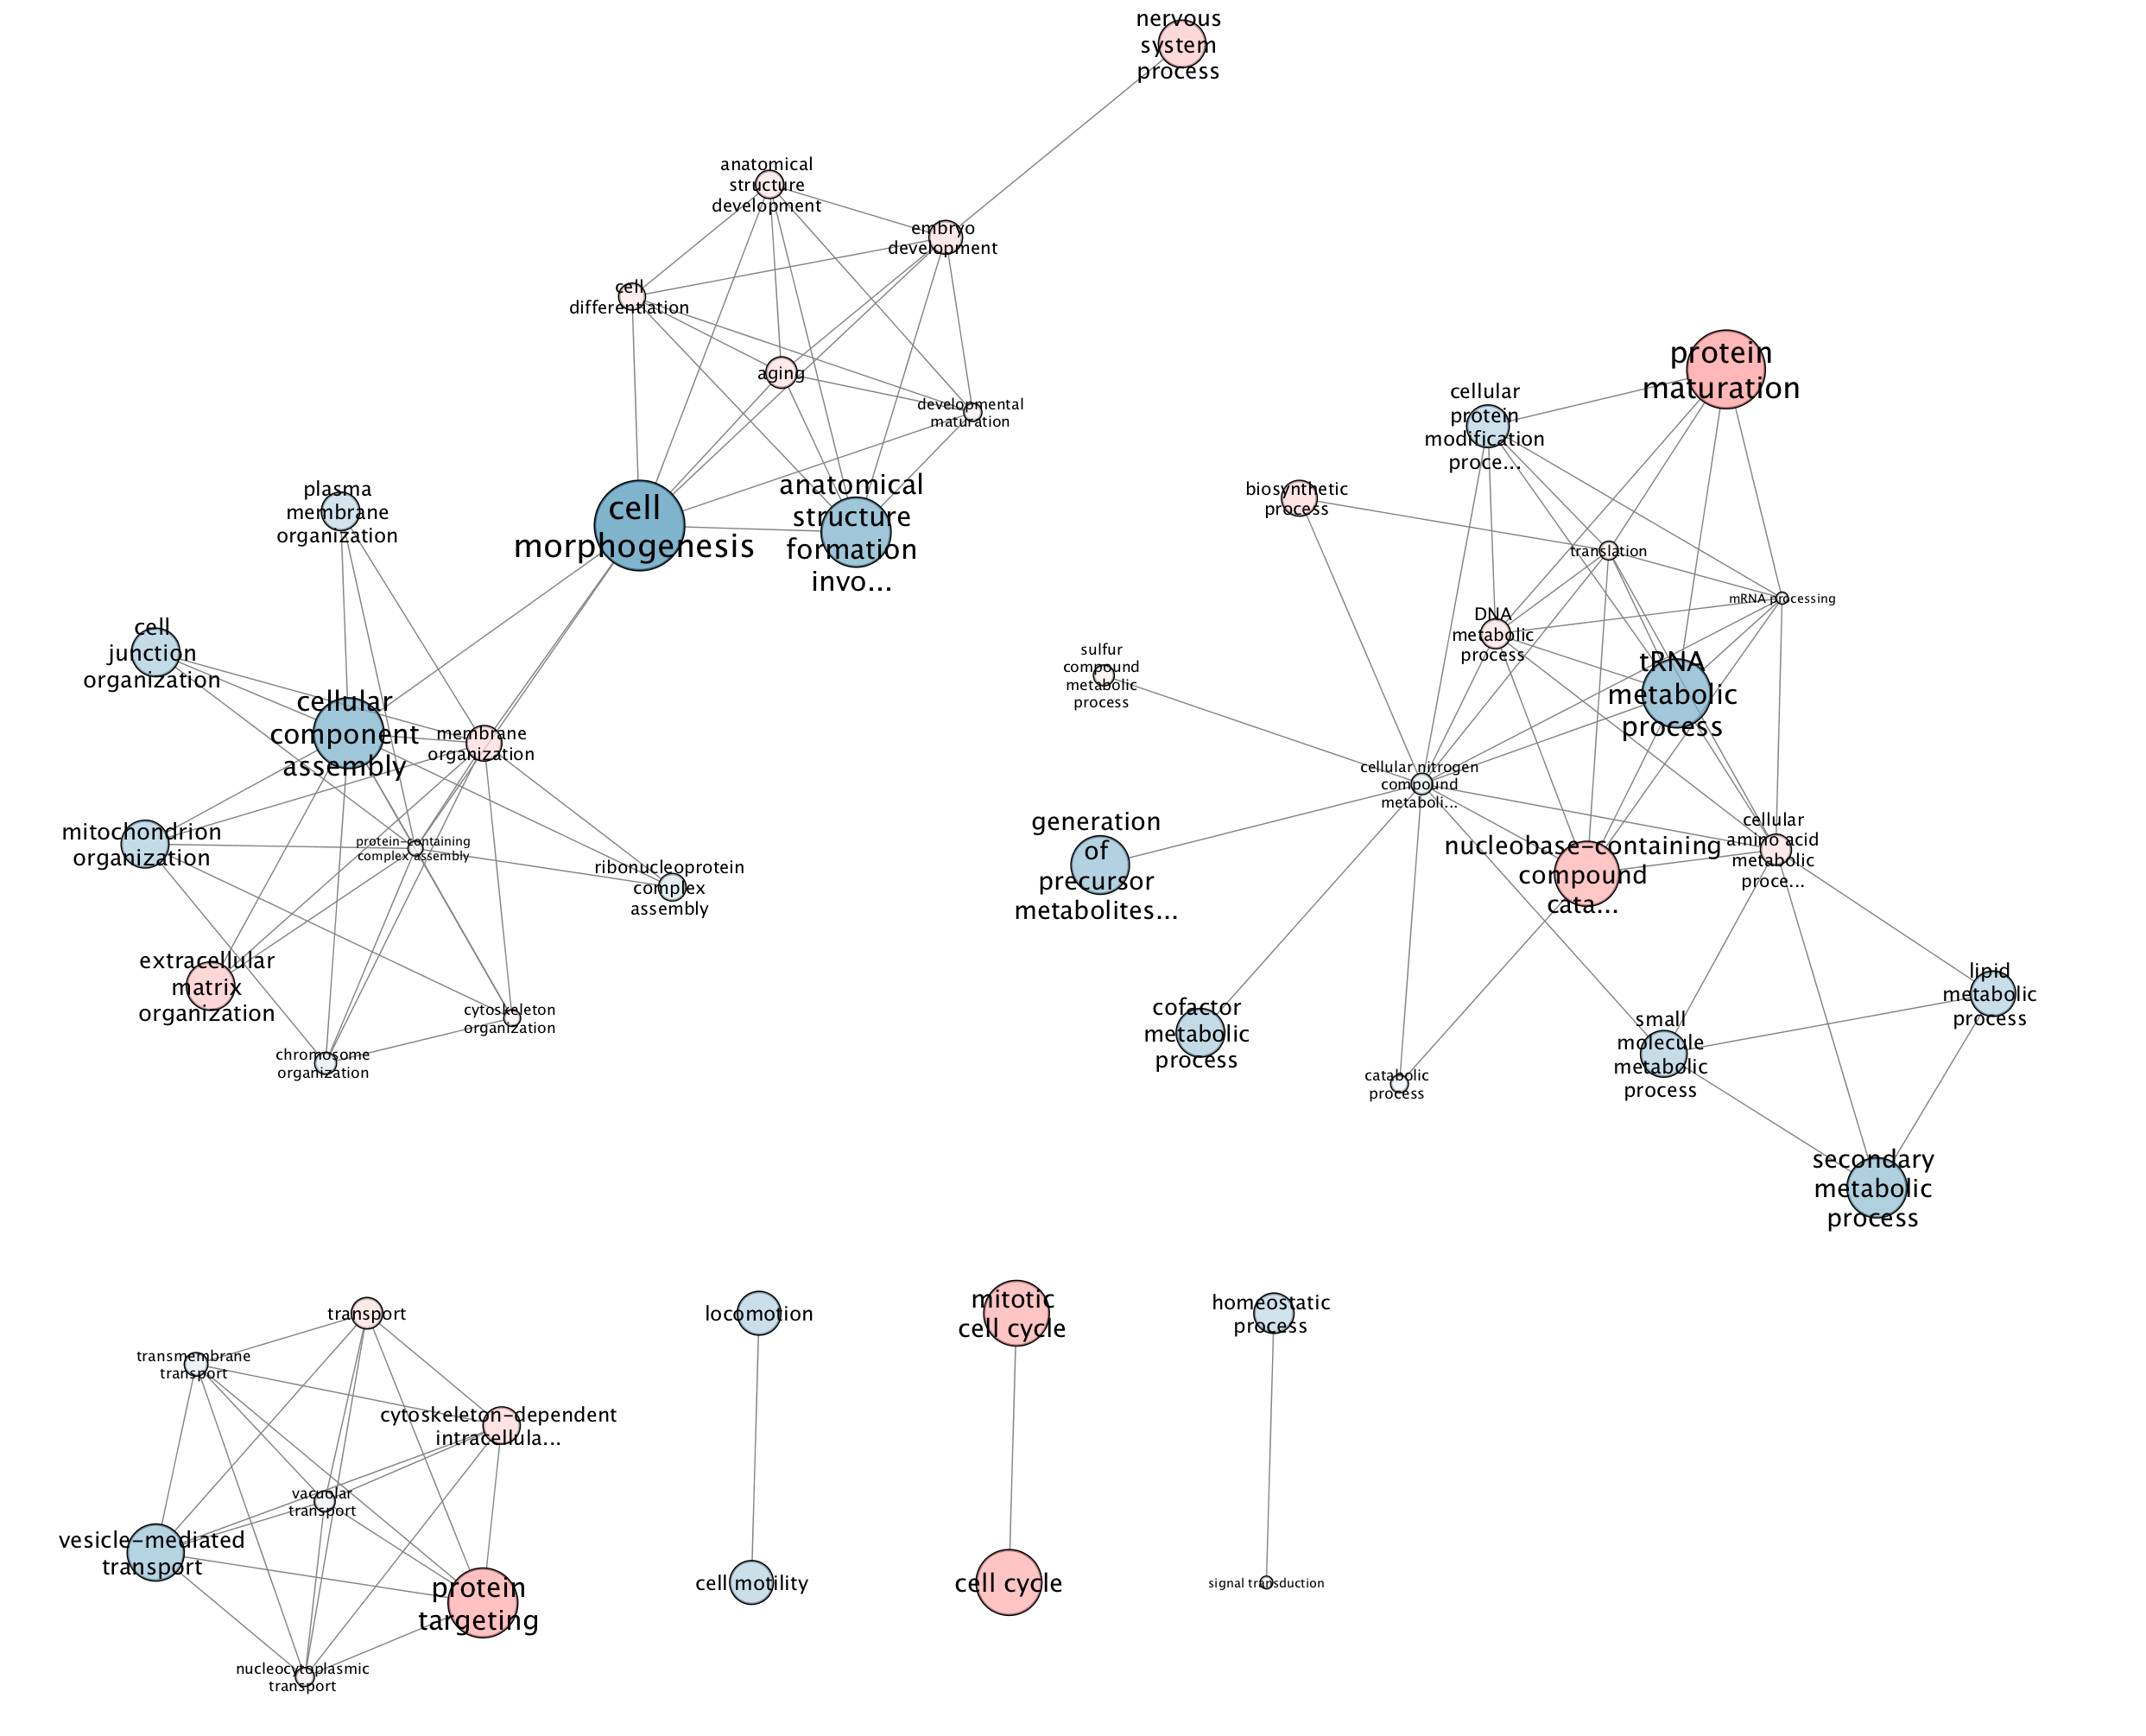 nervous
system
process
anatomical
structure
development
embryo
development
cell
differentiation
aging
developmental
maturation
cell
morphogenesis
anatomical
structure
formation
invo...
plasma
membrane
organization
cell
junction
organization
cellular
component
assembly
membrane
organization
mitochondrion
organization
protein-containing
complex assembly
ribonucleoprotein
complex
assembly
extracellular
matrix
organization
cytoskeleton
organization
chromosome
organization
protein
maturation
cellular
protein
modification
proce...
biosynthetic
process
translation
mRNA processing
DNA
metabolic
process
sulfur
compound
metabolic
process
tRNA
metabolic
process
cellular nitrogen
compound
metaboli...
generation
of
precursor
metabolites...
nucleobase-containing
compound
cata...
cellular
amino acid
metabolic
proce...
cofactor
metabolic
process
catabolic
process
small
molecule
metabolic
process
lipid
metabolic
process
secondary
metabolic
process
transport
transmembrane
transport
cytoskeleton-dependent
intracellula...
vacuolar
transport
vesicle-mediated
transport
protein
targeting
nucleocytoplasmic
transport
locomotion
cell motility
mitotic
cell cycle
cell cycle
homeostatic
process
signal transduction